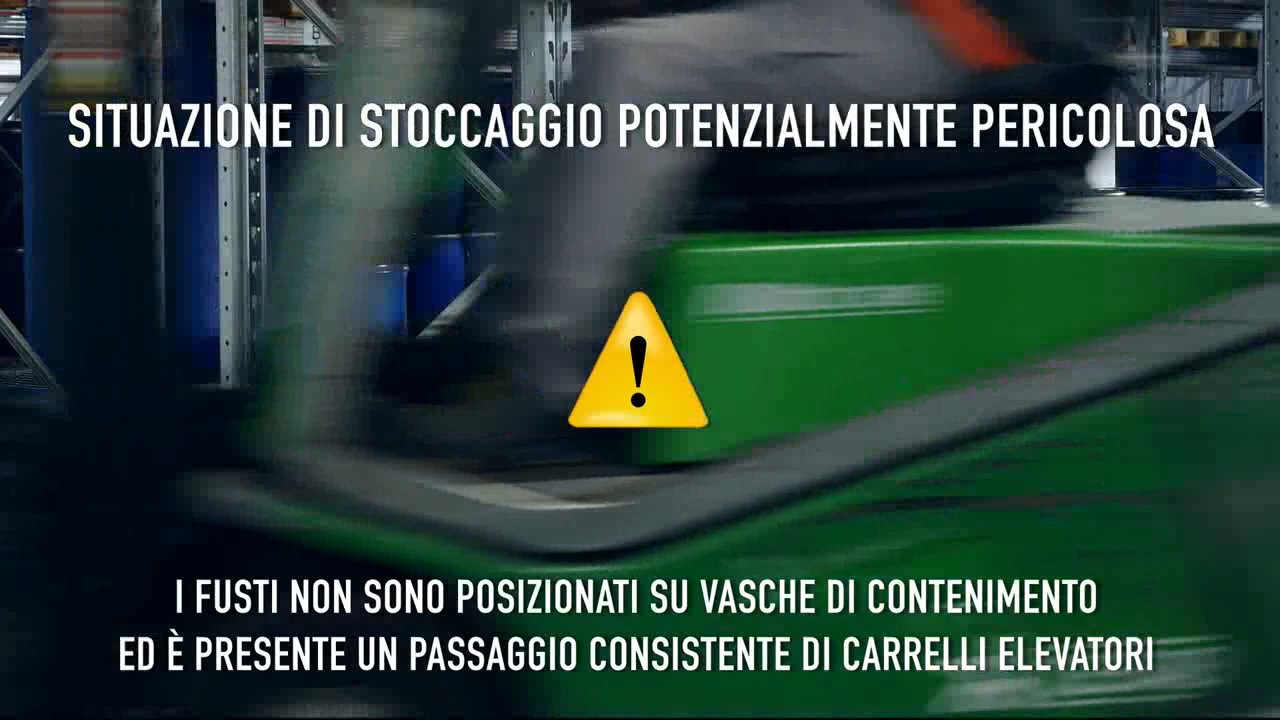 SITUAZIONE DI STOCCAGGIO POTENZIALMENTE PERICOLOSA
!
I FUSTI NON SONO POSIZIONATI SU VASCHE DI CONTENIMENTO
ED È PRESENTE UN PASSAGGIO CONSISTENTE DI CARRELLI ELEVATORI